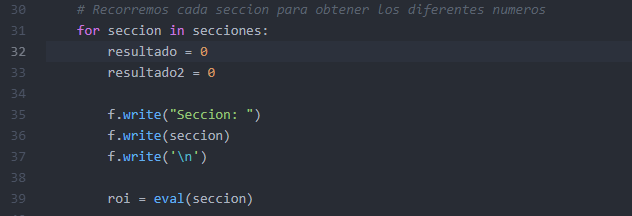 30 # Recorremos cada seccion para obtener los diferentes numeros
31 for seccion in secciones:
32 resultado = 0
33 resultado2 = 0
34
35 f.write("Seccion: ")
36 f.write(seccion)
37 f.write('\n')
38
39 roi = eval(seccion)